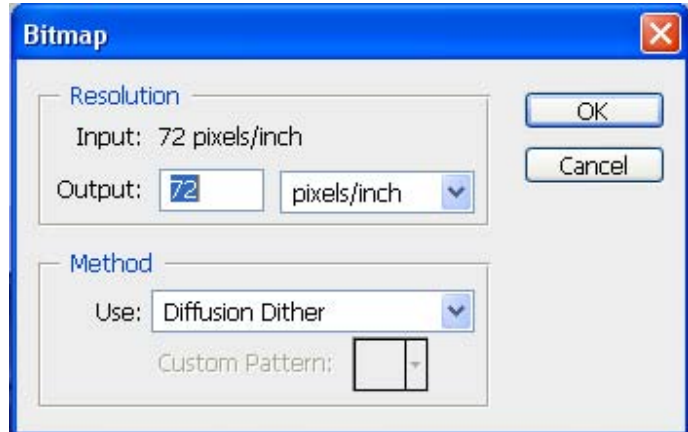 Bitmap
Resolution
Input: 72 pixels/inch
Output: 72 pixels/inch
OK
Cancel
Method
Use: Diffusion Dither
Custom Pattern: